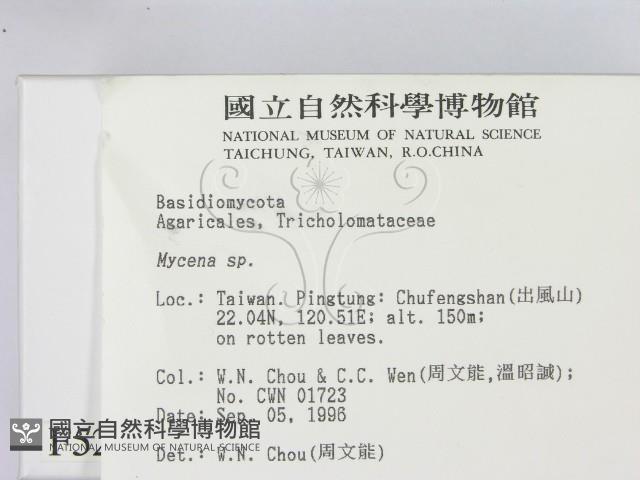 國立自然科學博物館
NATIONAL MUSEUM OF NATURAL SCIENCE
TAICHUNG, TAIWAN, R.O.CHINA
Basidiomycota
Agaricales, Tricholomataceae
Mycena sp.
Loc.: Taiwan. Pingtung: Chufengshan(出風山)
22.04N, 120.51E; alt. 150m;
on rotten leaves.
Col.: W.N. Chou & C.C. Wen(周文能,溫昭誠);
No. CWN 01723
Date: Sep. 05, 1996
國立自然科學博物館
NATIONAL MUSEUM OF NATURAL SCIENCE
Det.: W.N. Chou(周文能)